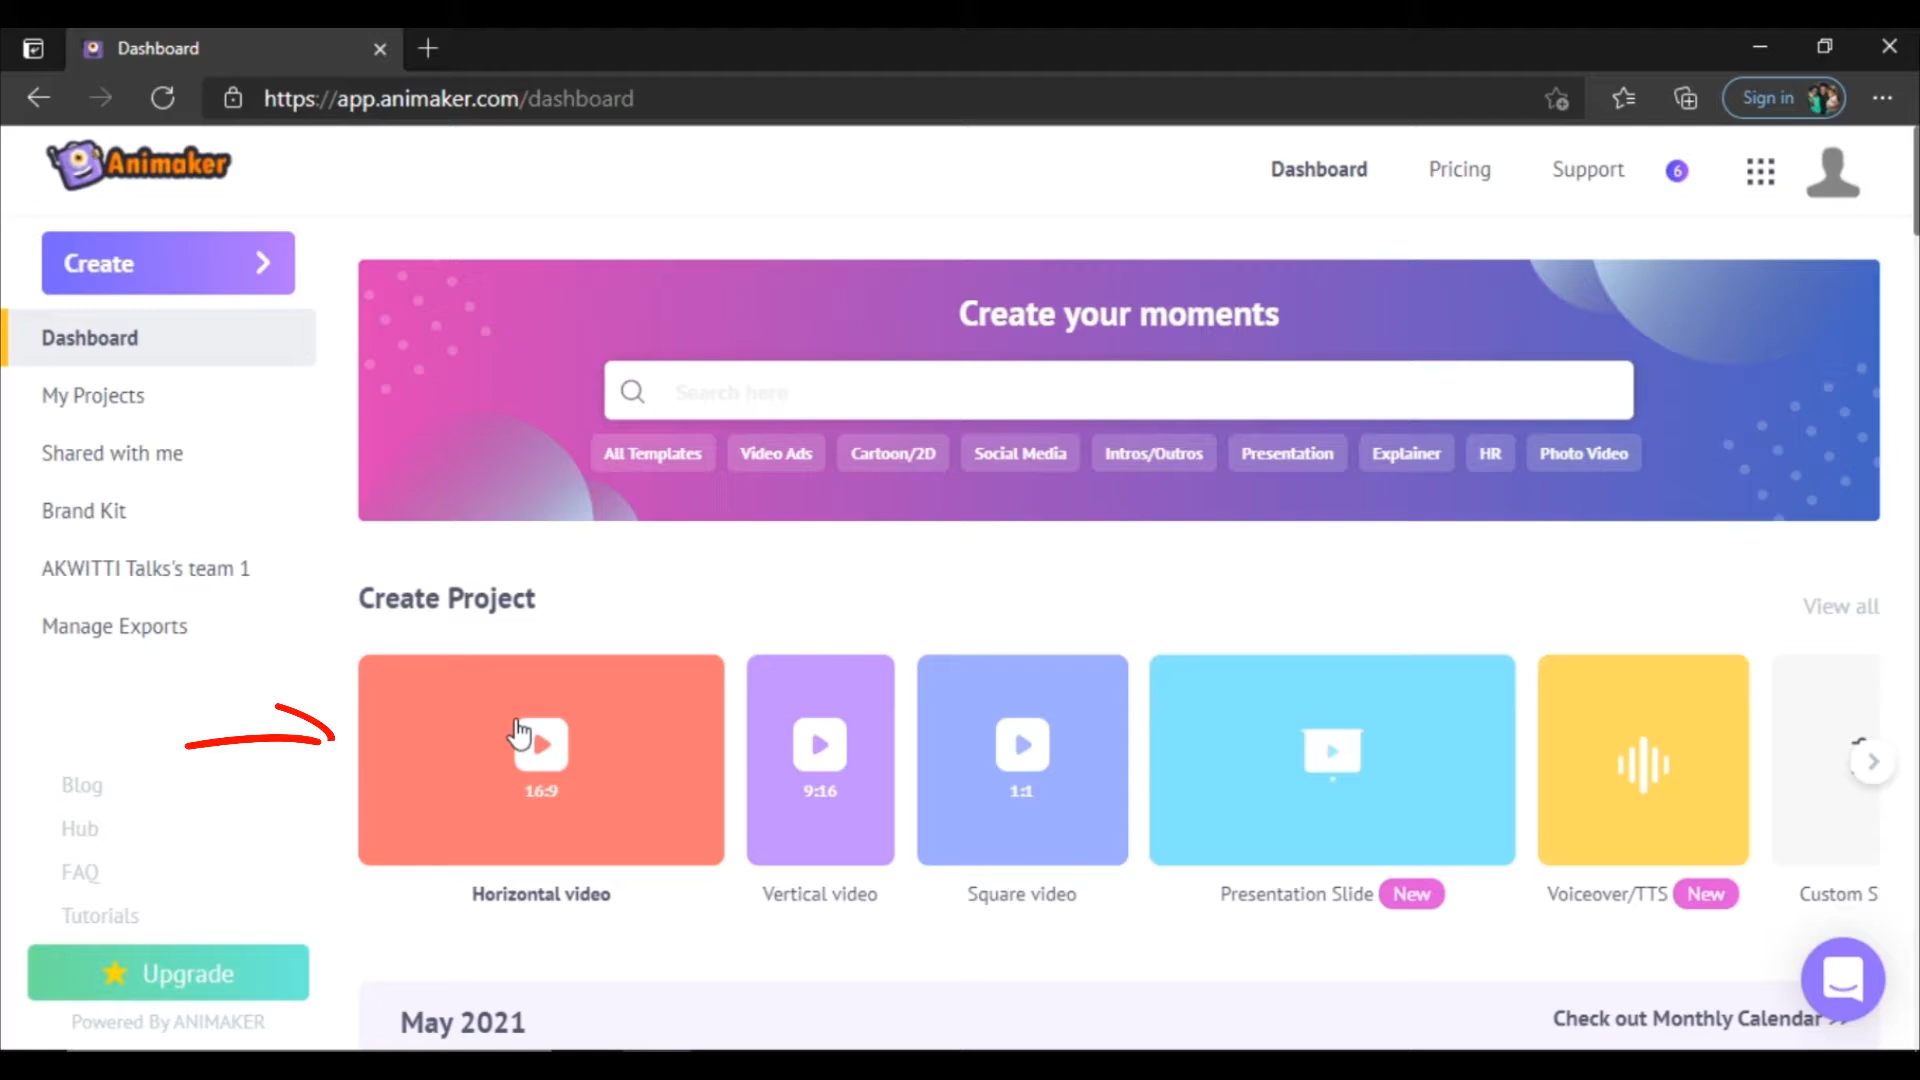 Dashboard
https://app.animaker.com/dashboard
Sign in
Animaker
Dashboard
Pricing
Support
6
Create
Dashboard
My Projects
Shared with me
Brand Kit
AKWITTI Talks's team 1
Manage Exports
Blog
Hub
FAQ
Tutorials
Upgrade
Powered By ANIMAKER
Create your moments
Search here
All Templates
Video Ads
Cartoon/2D
Social Media
Intros/Outros
Presentation
Explainer
HR
Photo Video
Create Project
View all
16:9
9:16
1:1
Horizontal video
Vertical video
Square video
Presentation Slide
New
Voiceover/TTS
New
Custom S
May 2021
Check out Monthly Calendar >>